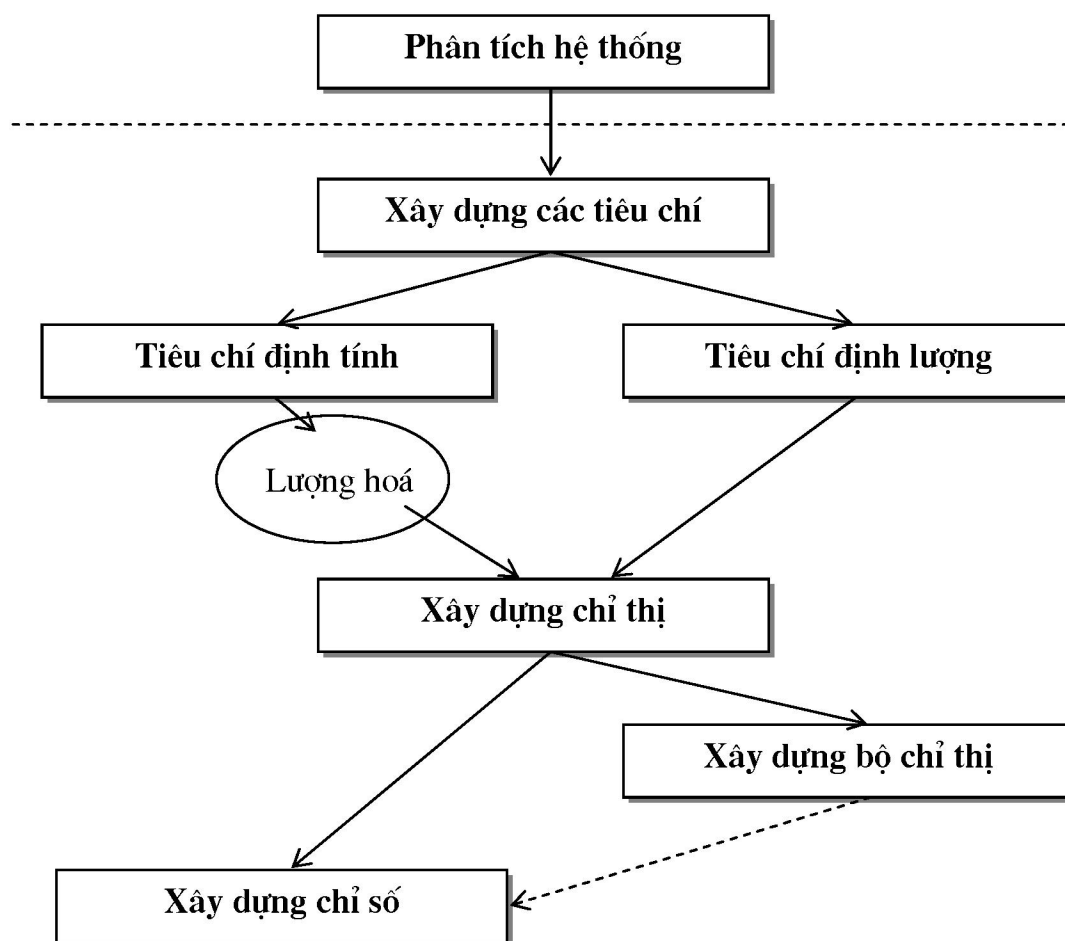 Phân tích hệ thống
Xây dựng các tiêu chí
Tiêu chí định tính
Tiêu chí định lượng
Lượng hoá
Xây dựng chỉ thị
Xây dựng bộ chỉ thị
Xây dựng chỉ số